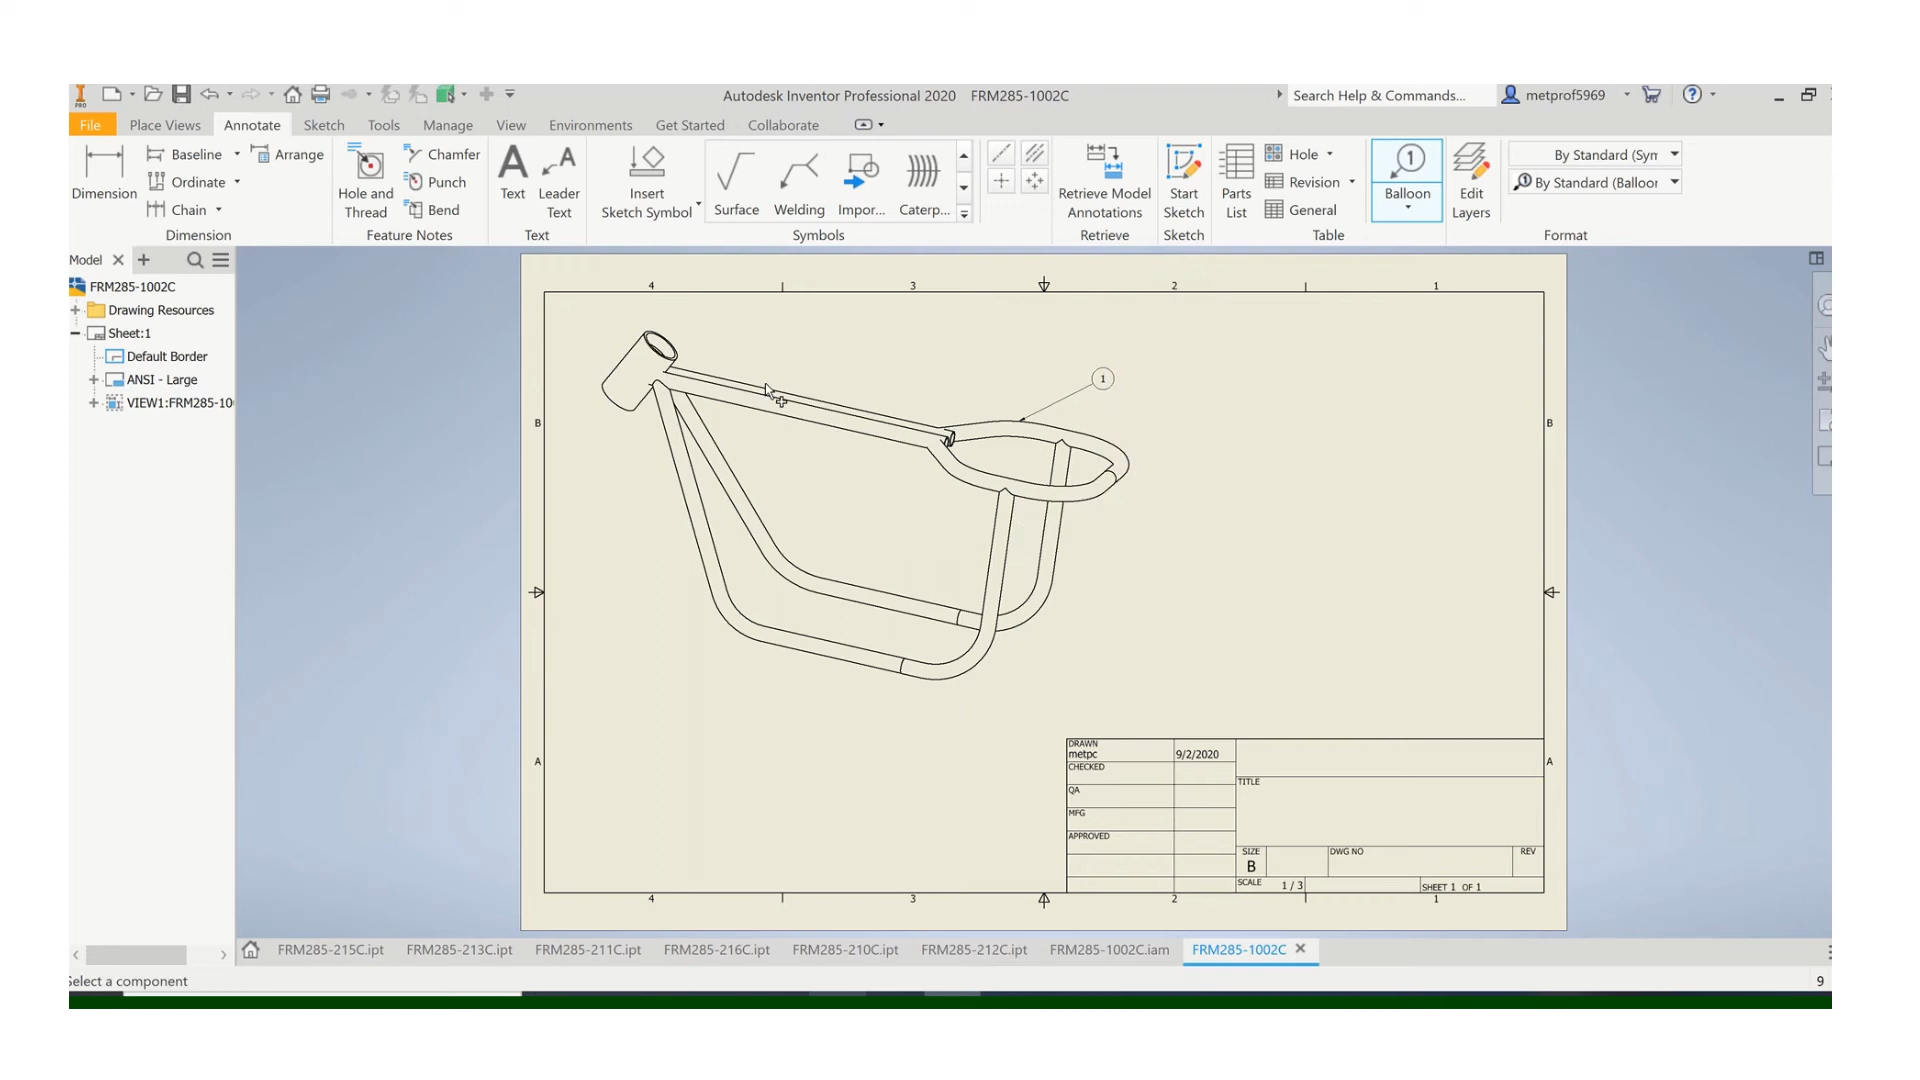 PRO
Autodesk Inventor Professional 2020 FRM285-1002C
Search Help & Commands...
metprof5969
File Place Views Annotate Sketch Tools Manage View Environments Get Started Collaborate
Dimension
Baseline
Ordinate
Chain
Arrange
Dimension
Hole and
Thread
Chamfer
Punch
Bend
Feature Notes
Text
Leader
Text
Text
Insert
Sketch Symbol
Surface
Welding
Impor...
Caterp...
Symbols
Retrieve Model
Annotations
Retrieve
Start
Sketch
Sketch
Parts
List
Hole
Revision
General
Table
1
Balloon
Edit
Layers
By Standard (Sym
By Standard (Balloor
Format
Model
FRM285-1002C
Drawing Resources
Sheet:1
Default Border
ANSI - Large
VIEW1:FRM285-10
4 3 2 1
B B
1
A A
DRAWN
metpc
9/2/2020
CHECKED
QA
MFG
APPROVED
TITLE
SIZE
B
DWG NO
REV
SCALE
1 / 3
SHEET 1 OF 1
4 3 2 1
FRM285-215C.ipt FRM285-213C.ipt FRM285-211C.ipt FRM285-216C.ipt FRM285-210C.ipt FRM285-212C.ipt FRM285-1002C.iam FRM285-1002C
Select a component
9